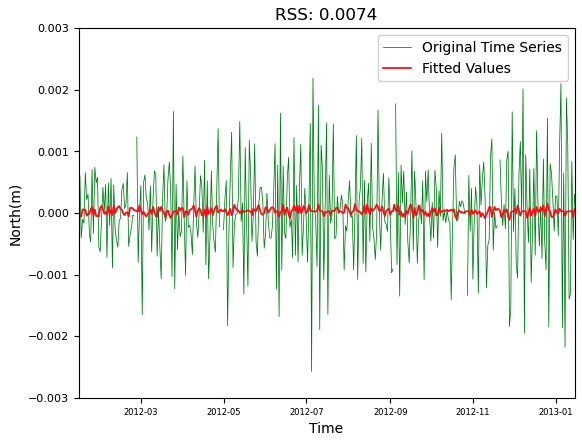 RSS: 0.0074
Original Time Series
Fitted Values
0.003
0.002
0.001
0.000
−0.001
−0.002
−0.003
North(m)
2012-03
2012-05
2012-07
2012-09
2012-11
2013-01
Time